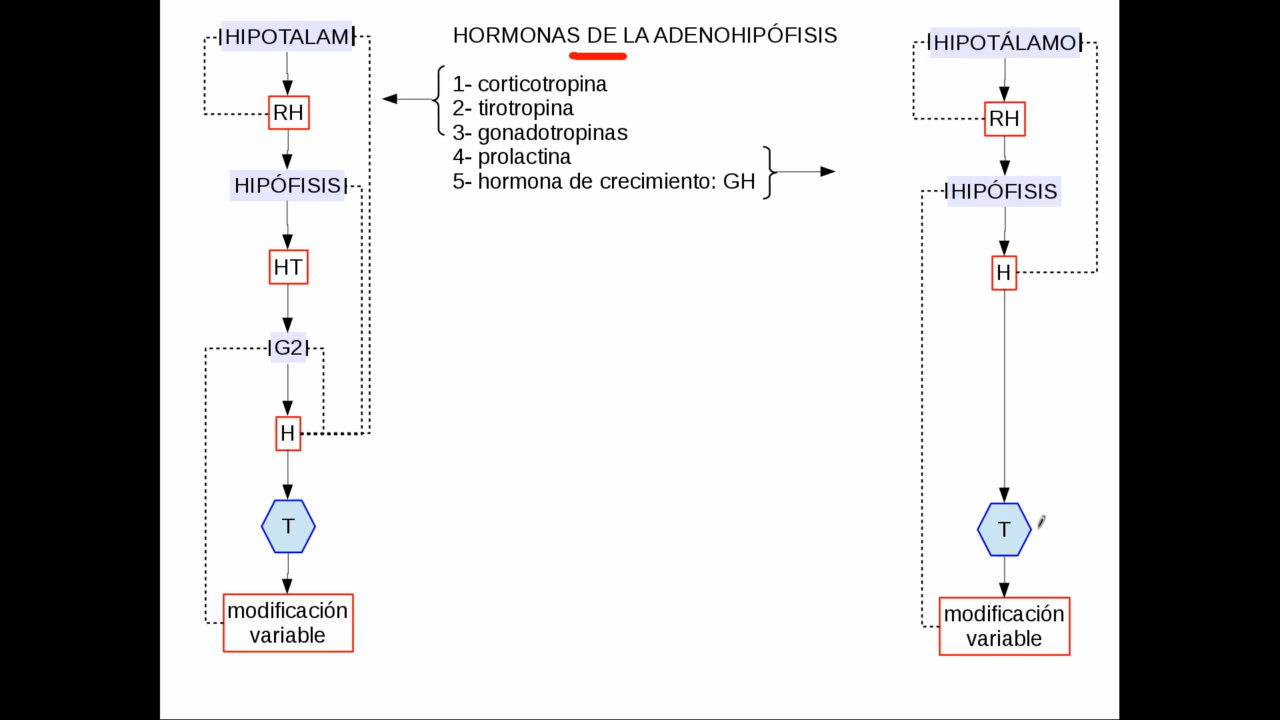 HIPOTALAM
RH
HIPÓFISIS
HT
G2
H
T
modificación
variable
HORMONAS DE LA ADENOHIPÓFISIS
1- corticotropina
2- tirotropina
3- gonadotropinas
4- prolactina
5- hormona de crecimiento: GH
HIPOTÁLAMO
RH
HIPÓFISIS
H
T
modificación
variable